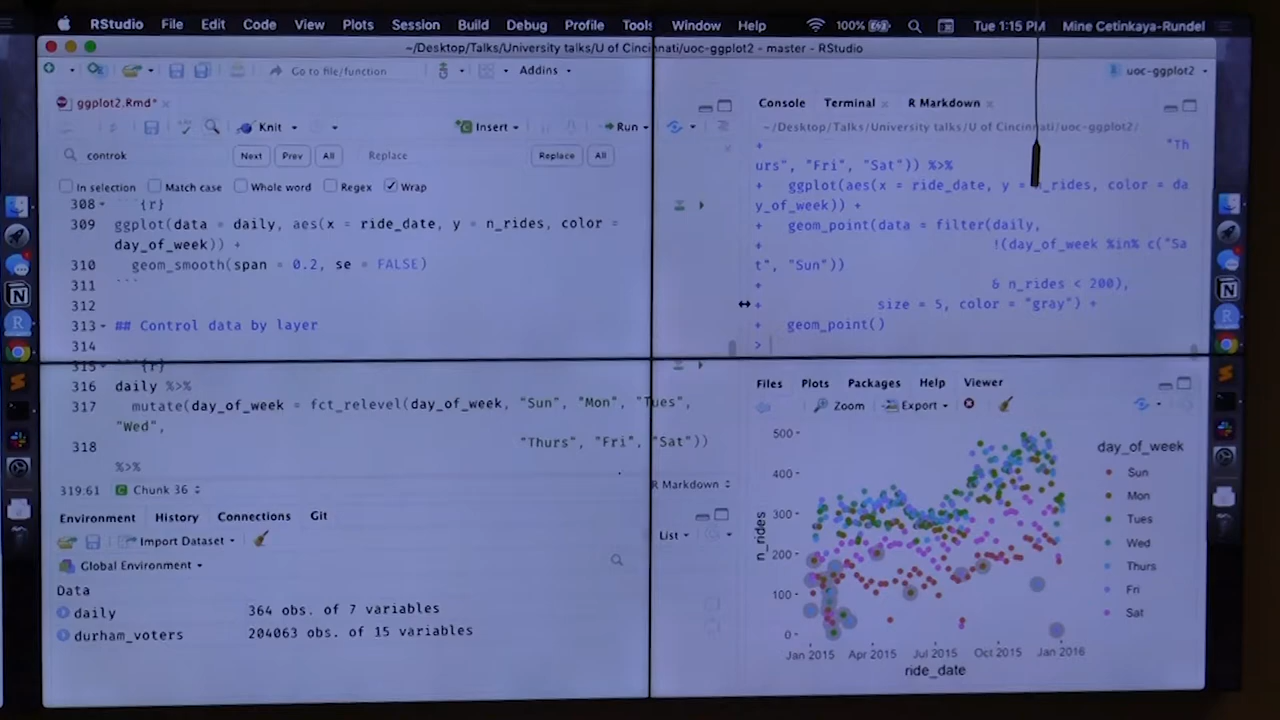 RStudio File Edit Code View Plots Session Build Debug Profile Tools Window Help 100% Tue 1:15 PM Mine Cetinkaya-Rundel
~/Desktop/Talks/University talks/U of Cincinnati/uoc-ggplot2 - master - RStudio
Go to file/function Addins uoc-ggplot2
ggplot2.Rmd*
Knit Insert Run
controk Next Prev All Replace Replace All
In selection Match case Whole word Regex Wrap
308 ```{r}
309 ggplot(data = daily, aes(x = ride_date, y = n_rides, color =
day_of_week)) +
310 geom_smooth(span = 0.2, se = FALSE)
311 ```
312
313 ## Control data by layer
314
315 ```{r}
316 daily %>%
317 mutate(day_of_week = fct_relevel(day_of_week, "Sun", "Mon", "Tues",
"Wed",
318 "Thurs", "Fri", "Sat"))
%>%
319:61 Chunk 36 R Markdown
Console Terminal R Markdown
~/Desktop/Talks/University talks/U of Cincinnati/uoc-ggplot2/
+ "Th
urs", "Fri", "Sat")) %>%
+ ggplot(aes(x = ride_date, y = n_rides, color = da
y_of_week)) +
+ geom_point(data = filter(daily,
+ !(day_of_week %in% c("Sa
t", "Sun"))
+ & n_rides < 200),
+ size = 5, color = "gray") +
+ geom_point()
>
Environment History Connections Git
Import Dataset List
Global Environment
Data
daily 364 obs. of 7 variables
durham_voters 204063 obs. of 15 variables
Files Plots Packages Help Viewer
Zoom Export
500
400
300
200
100
0
n_rides
Jan 2015 Apr 2015 Jul 2015 Oct 2015 Jan 2016
ride_date
day_of_week
Sun
Mon
Tues
Wed
Thurs
Fri
Sat